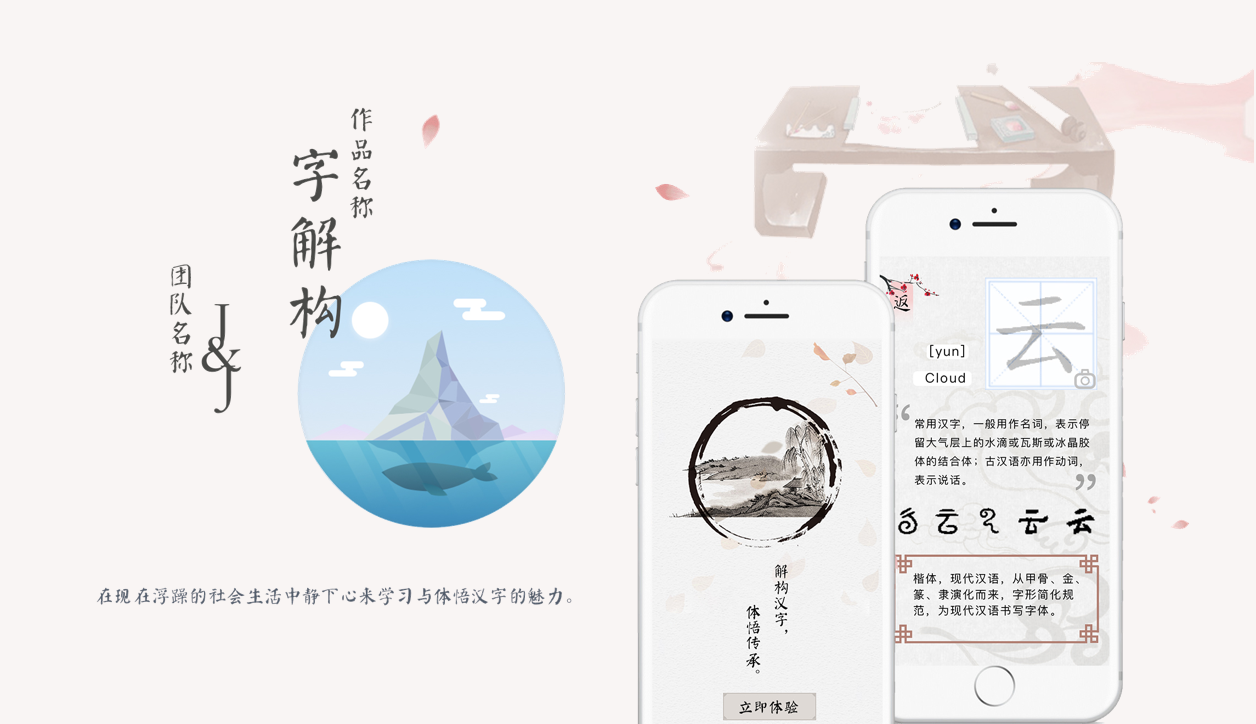 作品名称
字解构
团队名称
J&J
在现在浮躁的社会生活中静下心来学习与体悟汉字的魅力。
解构汉字，
体悟传承。
立即体验
返
云
[yun]
Cloud
“
常用汉字，一般用作名词，表示停
留大气层上的水滴或瓦斯或冰晶胶
体的结合体；古汉语亦用作动词，
表示说话。
”
云 云 云 云 云
楷体，现代汉语，从甲骨、金、
篆、隶演化而来，字形简化规
范，为现代汉语书写字体。